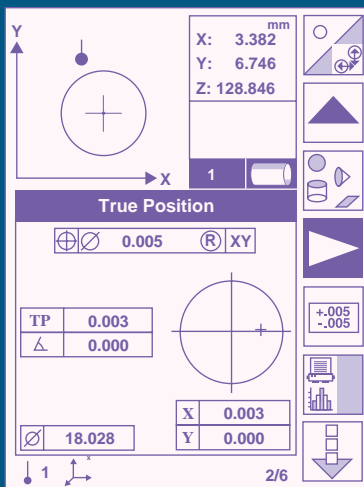 Y
mm
X: 3.382
Y: 6.746
Z: 128.846
X
1
True Position
Ø 0.005 R XY
TP 0.003
∡ 0.000
X 0.003
Ø 18.028
Y 0.000
+.005
-.005
1
x
2/6